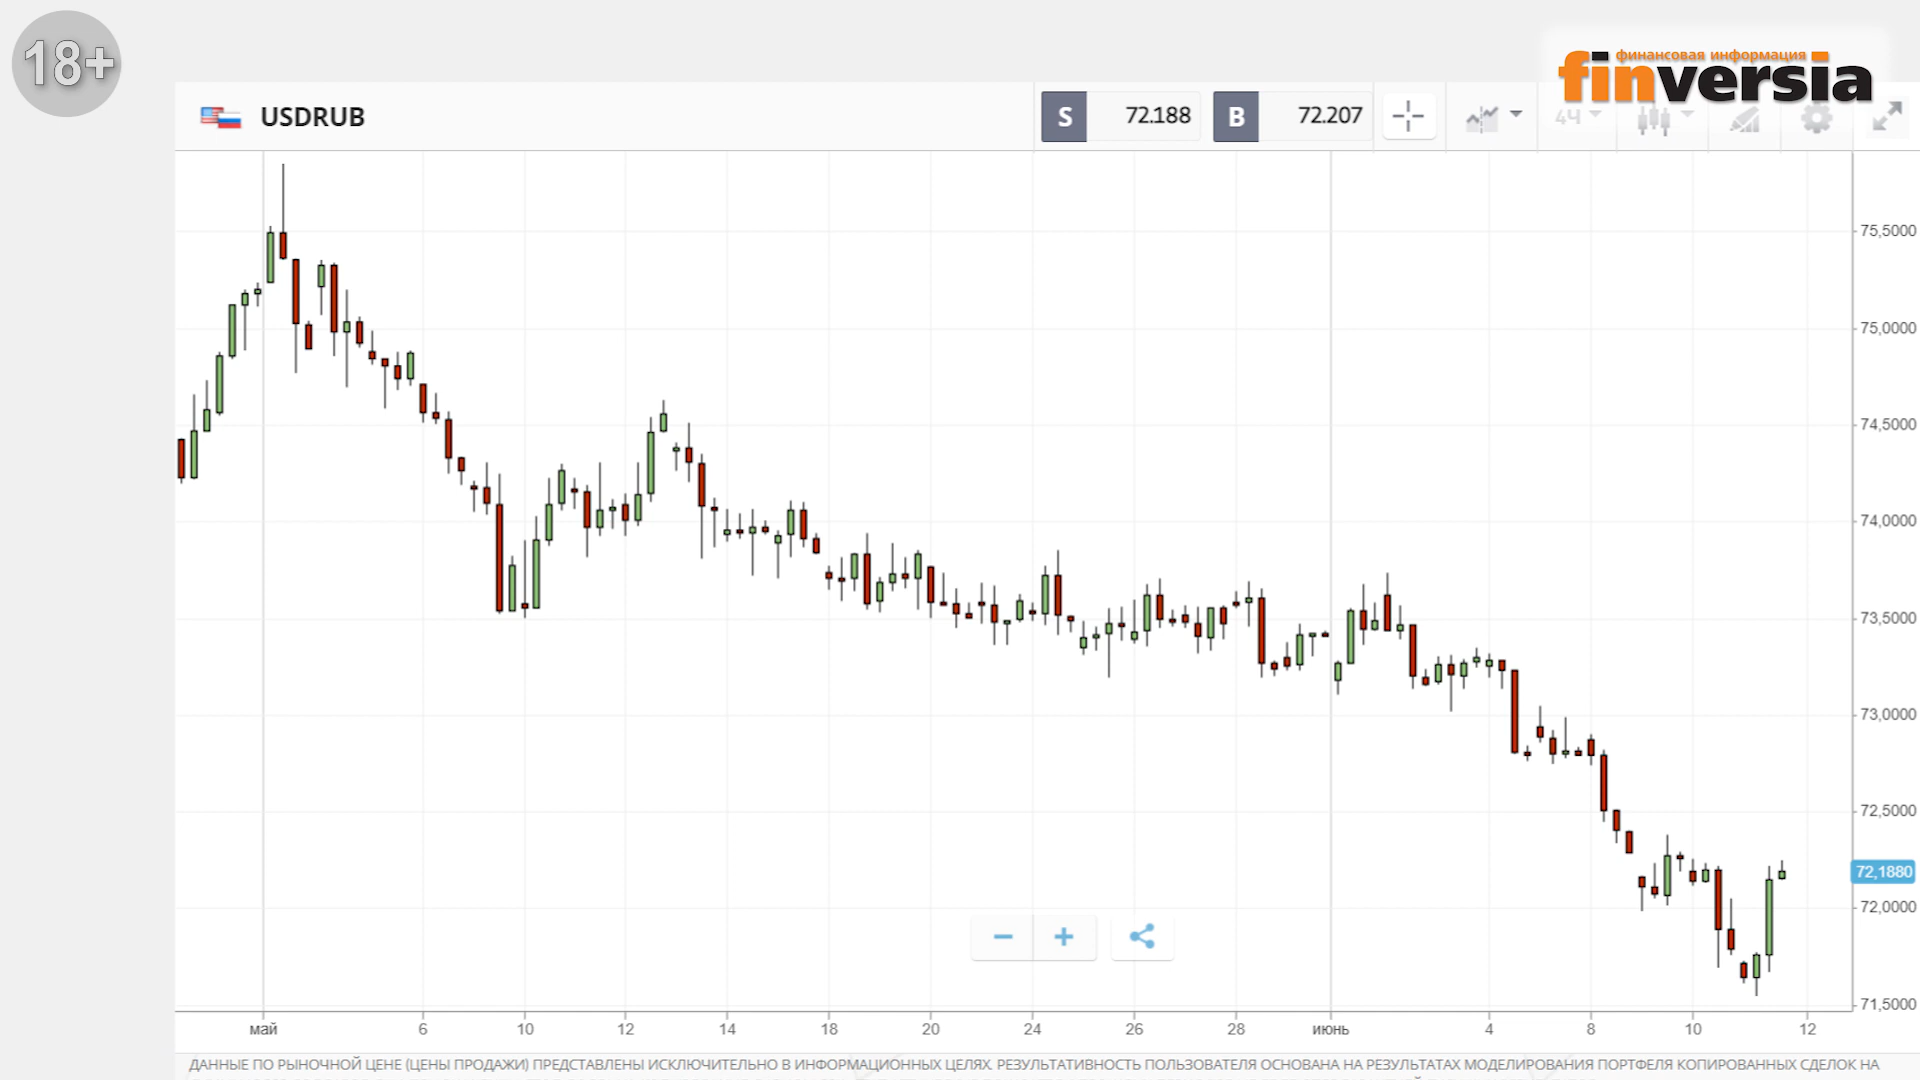 18+
финансовая информация
finversia
USDRUB
S 72.188 B 72.207 4Ч
75,5000
75,0000
74,5000
74,0000
73,5000
73,0000
72,5000
72,1880
72,0000
71,5000
май 6 10 12 14 18 20 24 26 28 июнь 4 8 10 12
ДАННЫЕ ПО РЫНОЧНОЙ ЦЕНЕ (ЦЕНЫ ПРОДАЖИ) ПРЕДСТАВЛЕНЫ ИСКЛЮЧИТЕЛЬНО В ИНФОРМАЦИОННЫХ ЦЕЛЯХ. РЕЗУЛЬТАТИВНОСТЬ ПОЛЬЗОВАТЕЛЯ ОСНОВАНА НА РЕЗУЛЬТАТАХ МОДЕЛИРОВАНИЯ ПОРТФЕЛЯ КОПИРОВАННЫХ СДЕЛОК НА